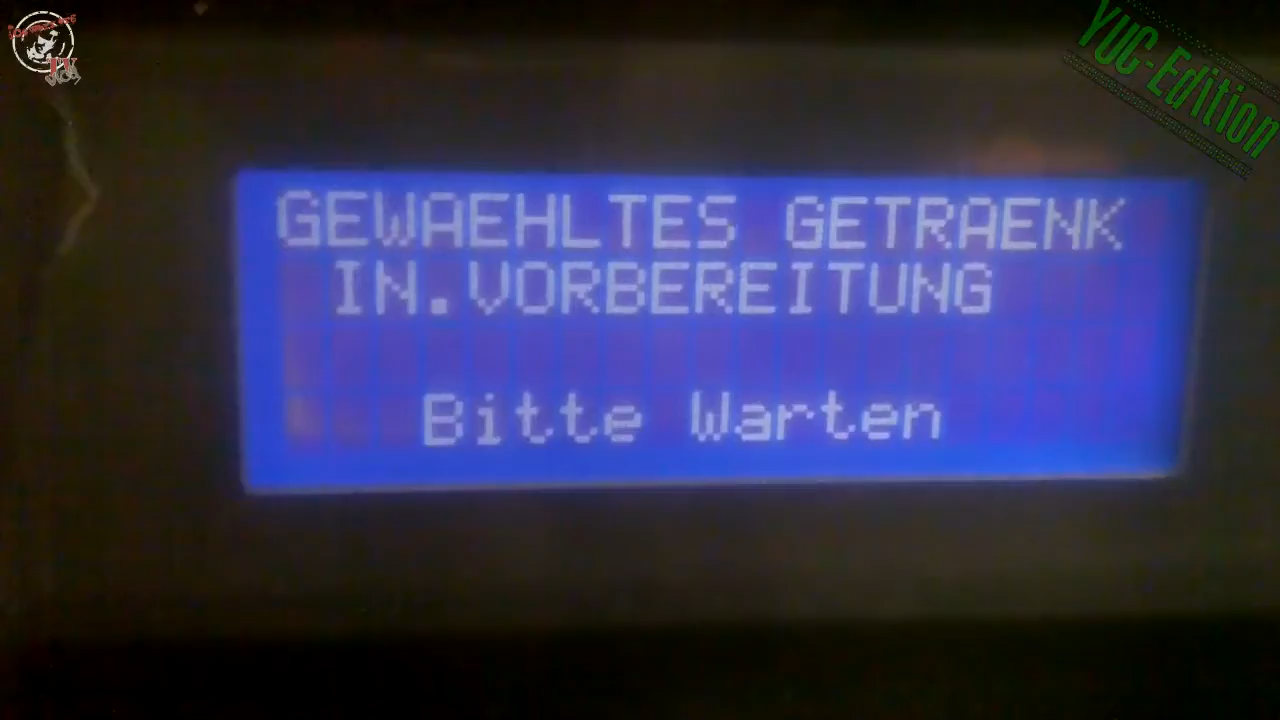 YUC-Edition
GEWAEHLTES GETRAENK
IN.VORBEREITUNG
Bitte Warten